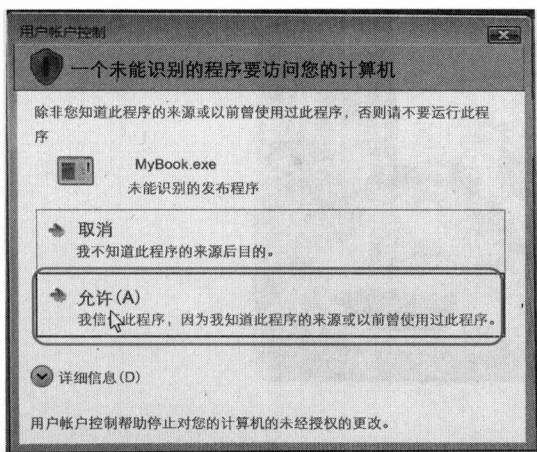 用户帐户控制
一个未能识别的程序要访问您的计算机
除非您知道此程序的来源或以前曾使用过此程序，否则请不要运行此程
序
MyBook.exe
未能识别的发布程序
取消
我不知道此程序的来源后目的。
允许(A)
我信任此程序，因为我知道此程序的来源或以前曾使用过此程序。
详细信息(D)
用户帐户控制帮助停止对您的计算机的未经授权的更改。